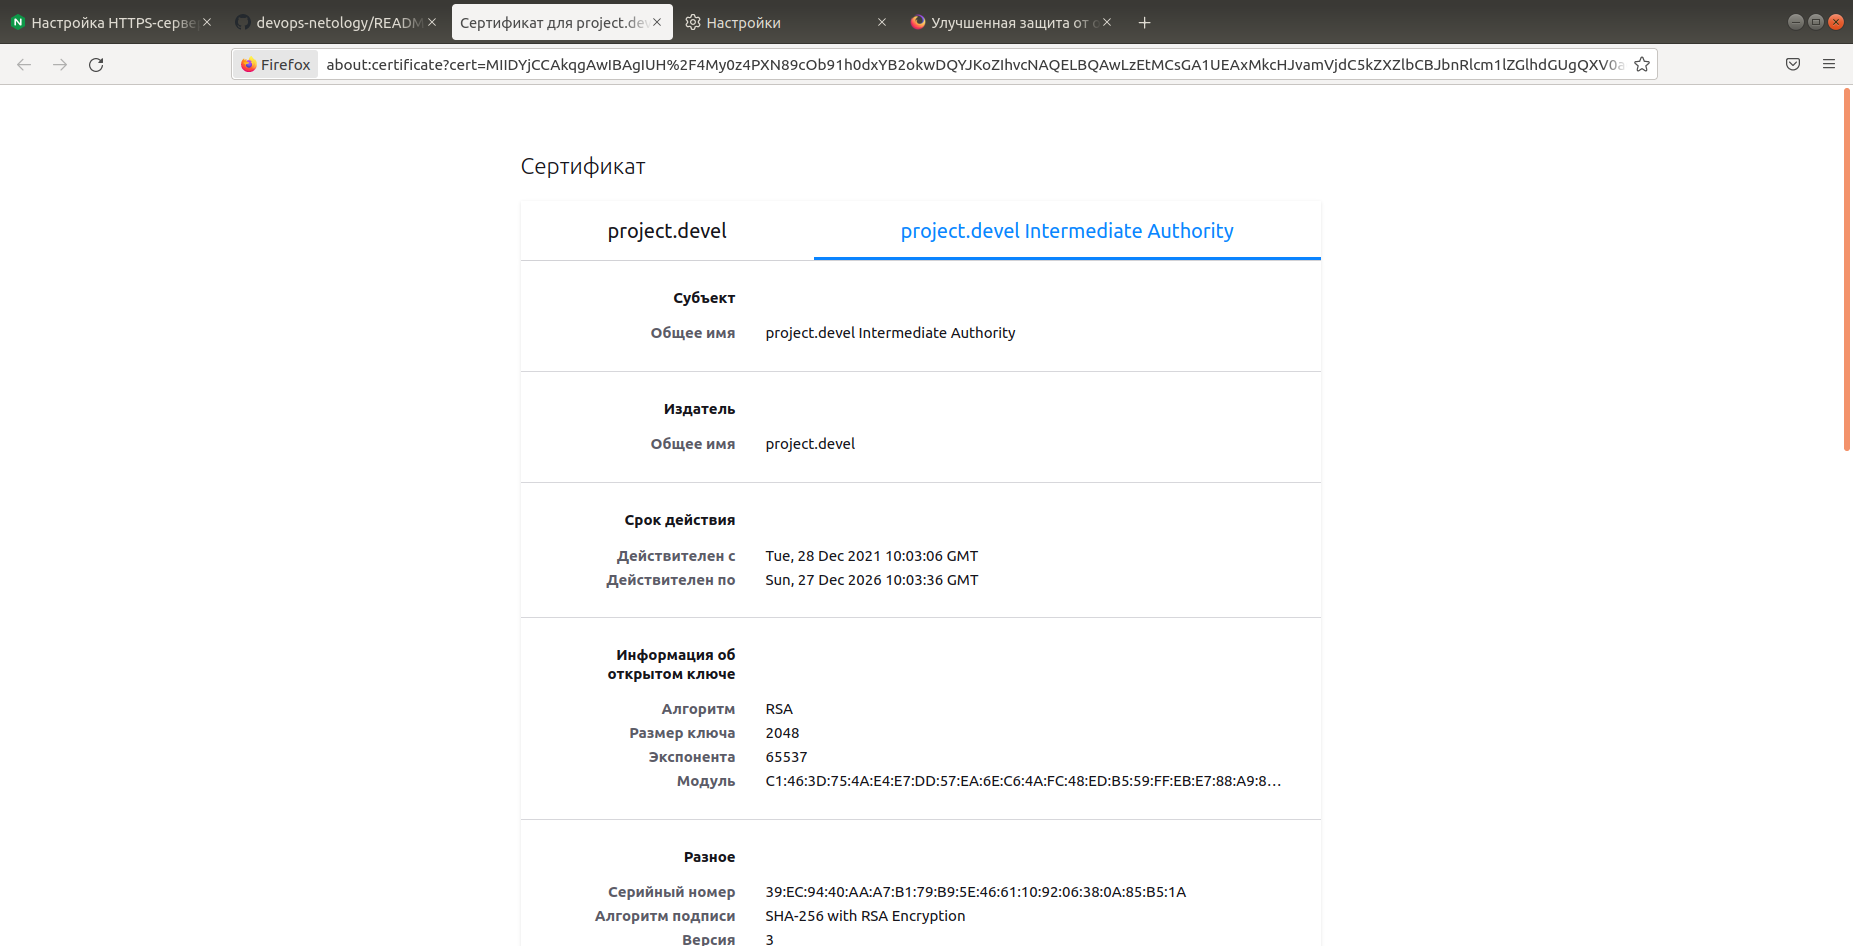 Настройка HTTPS-серве
devops-netology/READM
Сертификат для project.dev
Настройки
Улучшенная защита от о
Firefox
about:certificate?cert=MIIDYjCCAkqgAwIBAgIUH%2F4My0z4PXN89cOb91h0dxYB2okwDQYJKoZIhvcNAQELBQAwLzEtMCsGA1UEAxMkcHJvamVjdC5kZXZlbCBJbnRlcm1lZGlhdGUgQXV0a
Сертификат
project.devel
project.devel Intermediate Authority
Субъект
Общее имя project.devel Intermediate Authority
Издатель
Общее имя project.devel
Срок действия
Действителен с Tue, 28 Dec 2021 10:03:06 GMT
Действителен по Sun, 27 Dec 2026 10:03:36 GMT
Информация об
открытом ключе
Алгоритм RSA
Размер ключа 2048
Экспонента 65537
Модуль C1:46:3D:75:4A:E4:E7:DD:57:EA:6E:C6:4A:FC:48:ED:B5:59:FF:EB:E7:88:A9:8…
Разное
Серийный номер 39:EC:94:40:AA:A7:B1:79:B9:5E:46:61:10:92:06:38:0A:85:B5:1A
Алгоритм подписи SHA-256 with RSA Encryption
Версия 3